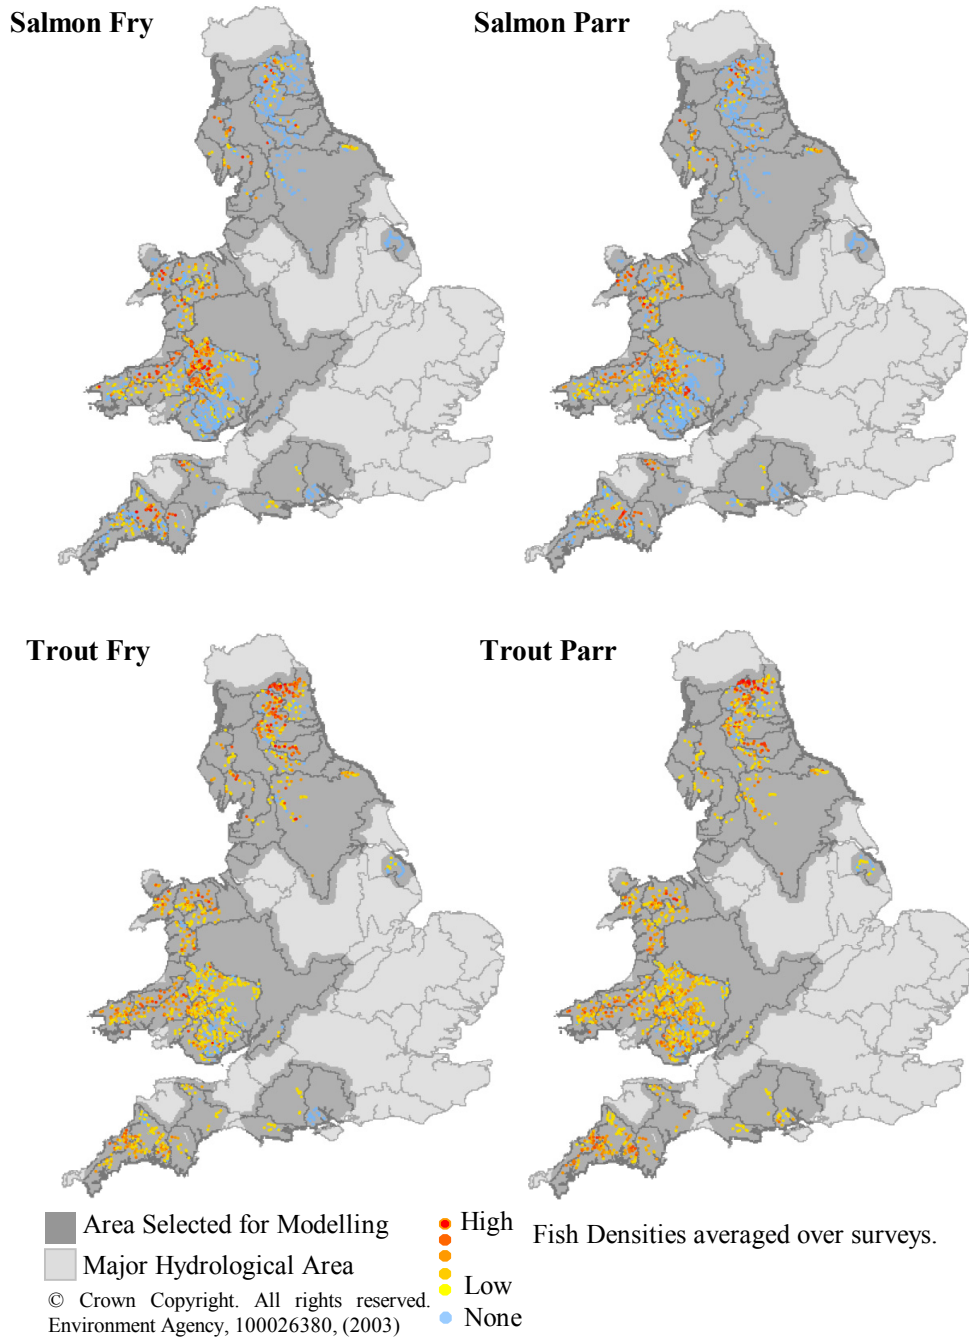 Salmon Fry
Salmon Parr
Trout Fry
Trout Parr
Area Selected for Modelling
Major Hydrological Area
© Crown Copyright. All rights reserved.
Environment Agency, 100026380, (2003)
High
Low
None
Fish Densities averaged over surveys.